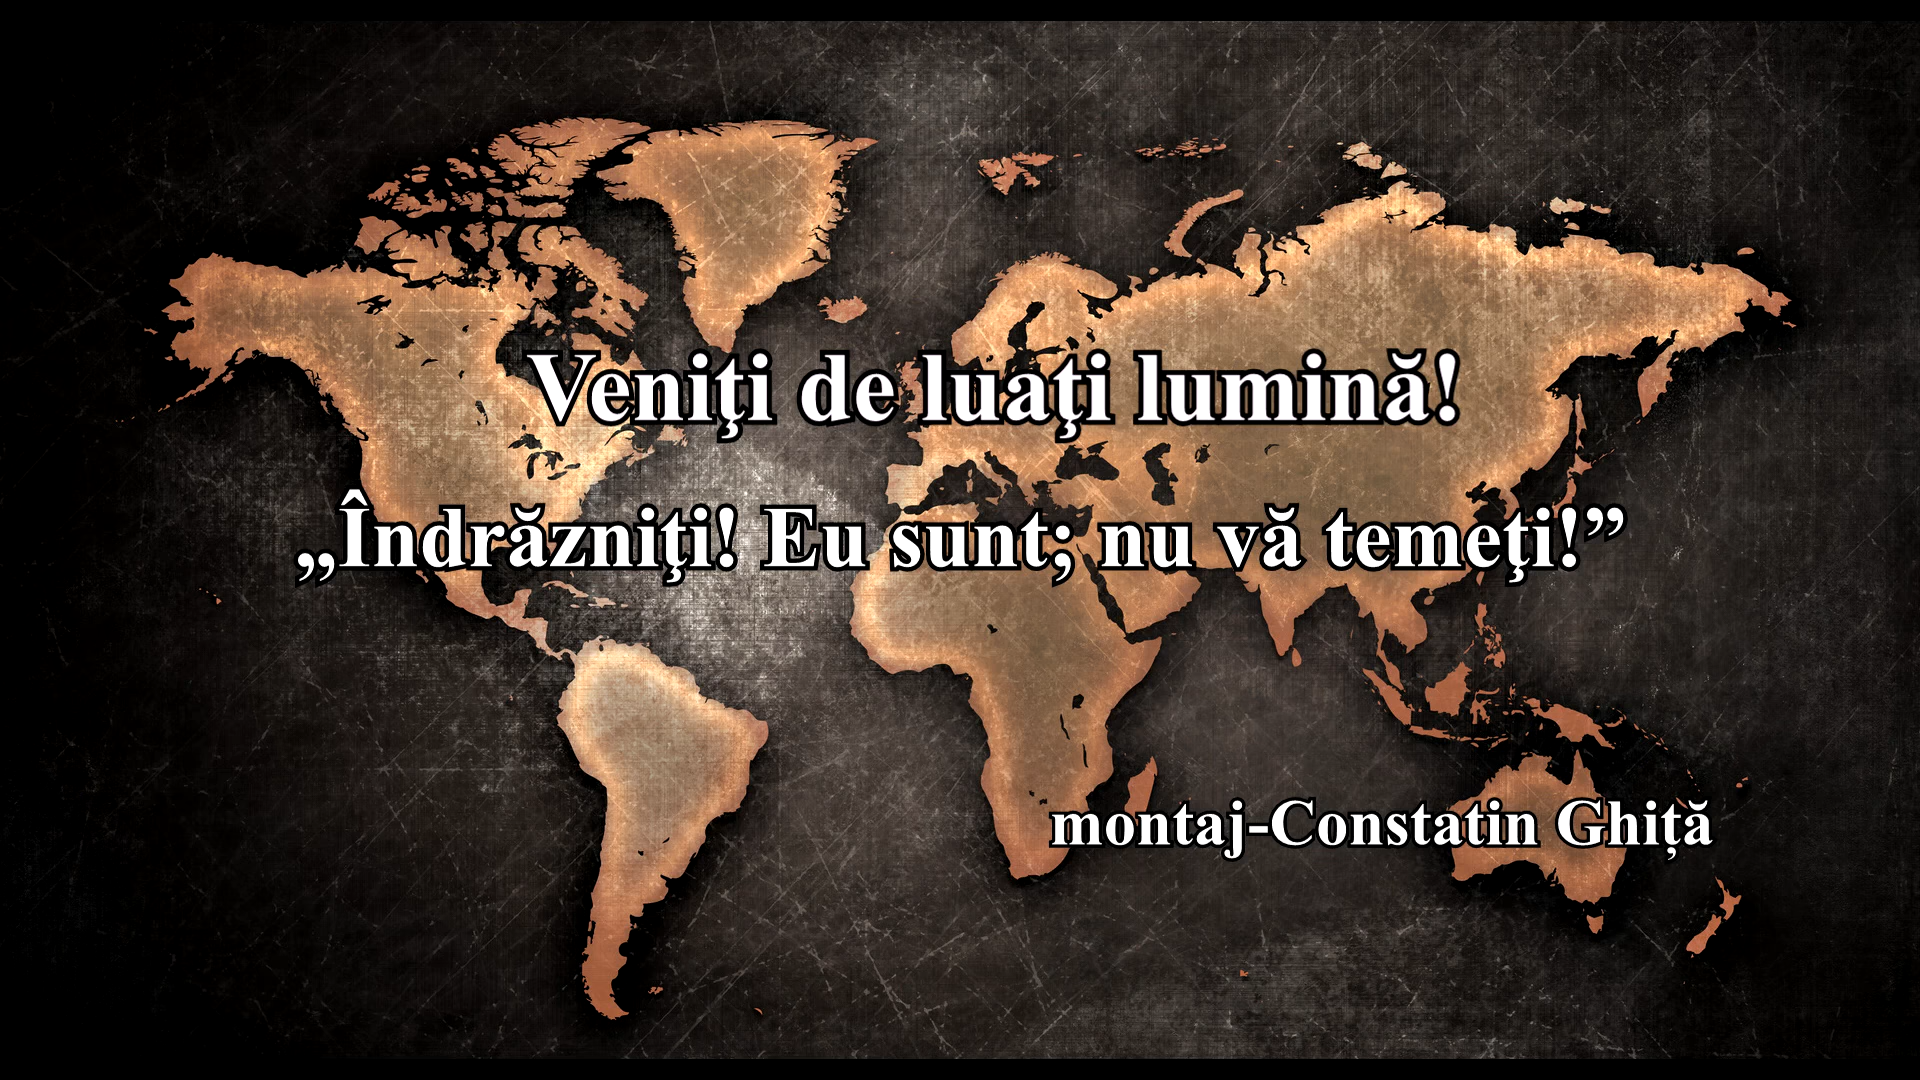 Veniţi de luaţi lumină!
„Îndrăzniţi! Eu sunt; nu vă temeţi!”
montaj-Constatin Ghiță